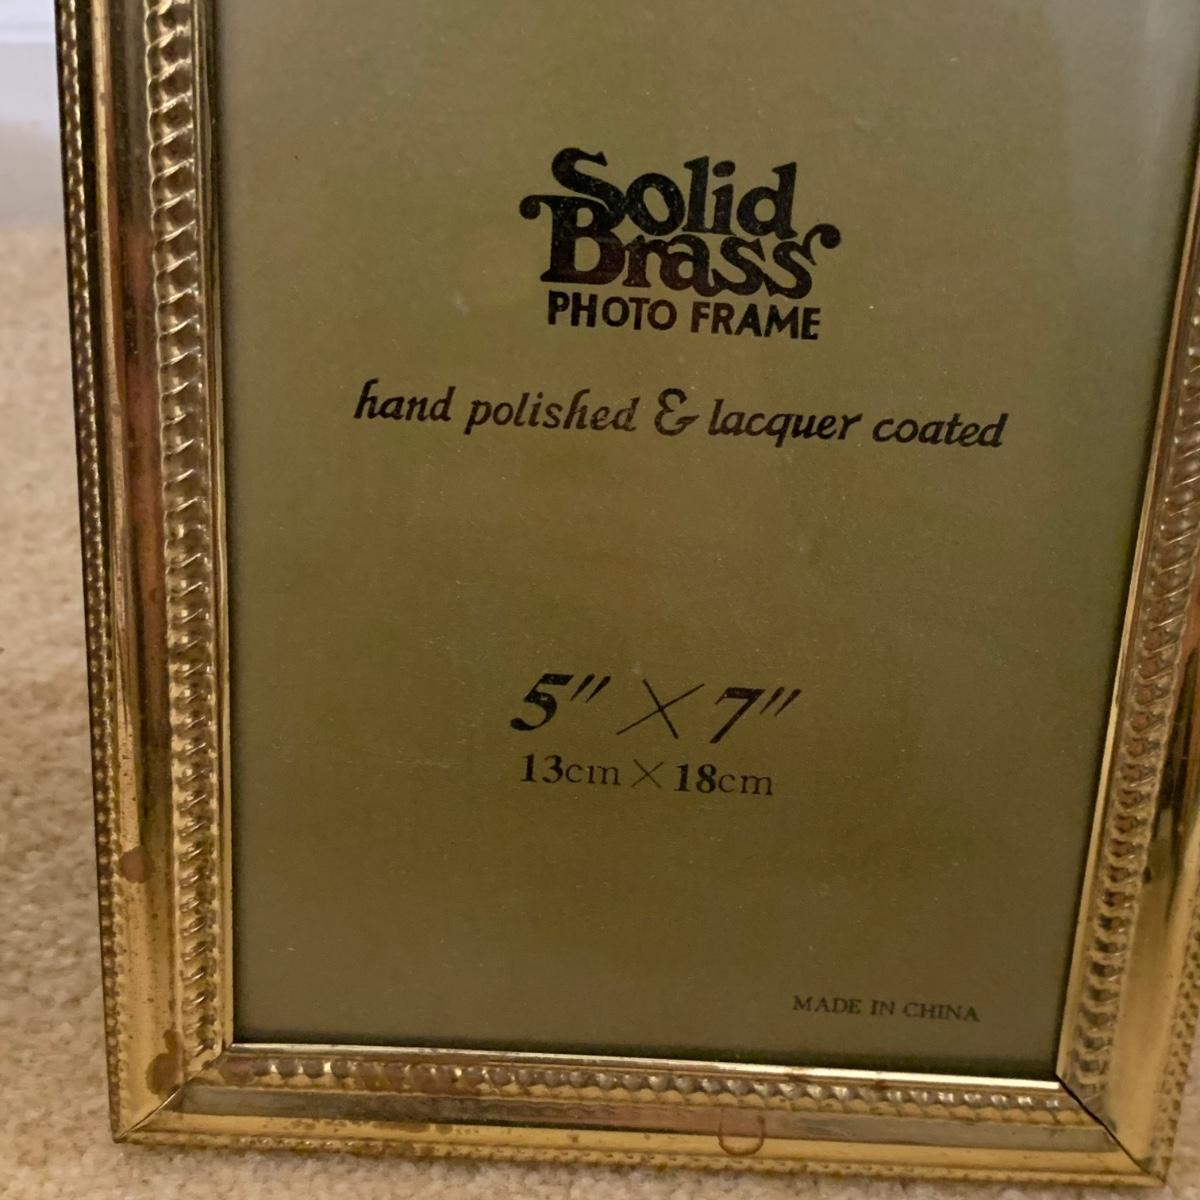 Solid
Brass
PHOTO FRAME
hand polished & lacquer coated
5" × 7"
13cm × 18cm
MADE IN CHINA